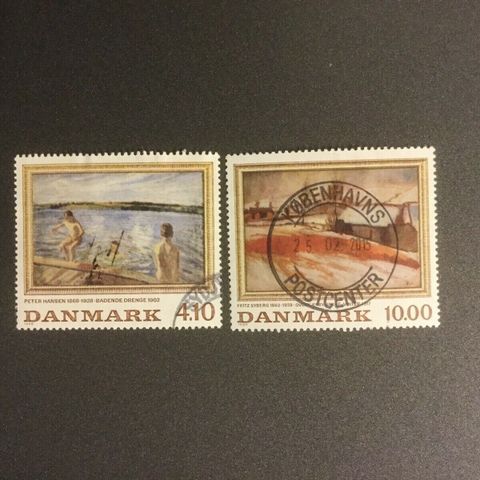 PETER HANSEN 1868-1928 · BADENDE DRENGE 1902
DANMARK 4.10
KØBENHAVNS
25 02 2015
POSTCENTER
FRITZ SYBERG 1862-1939
DANMARK 10.00